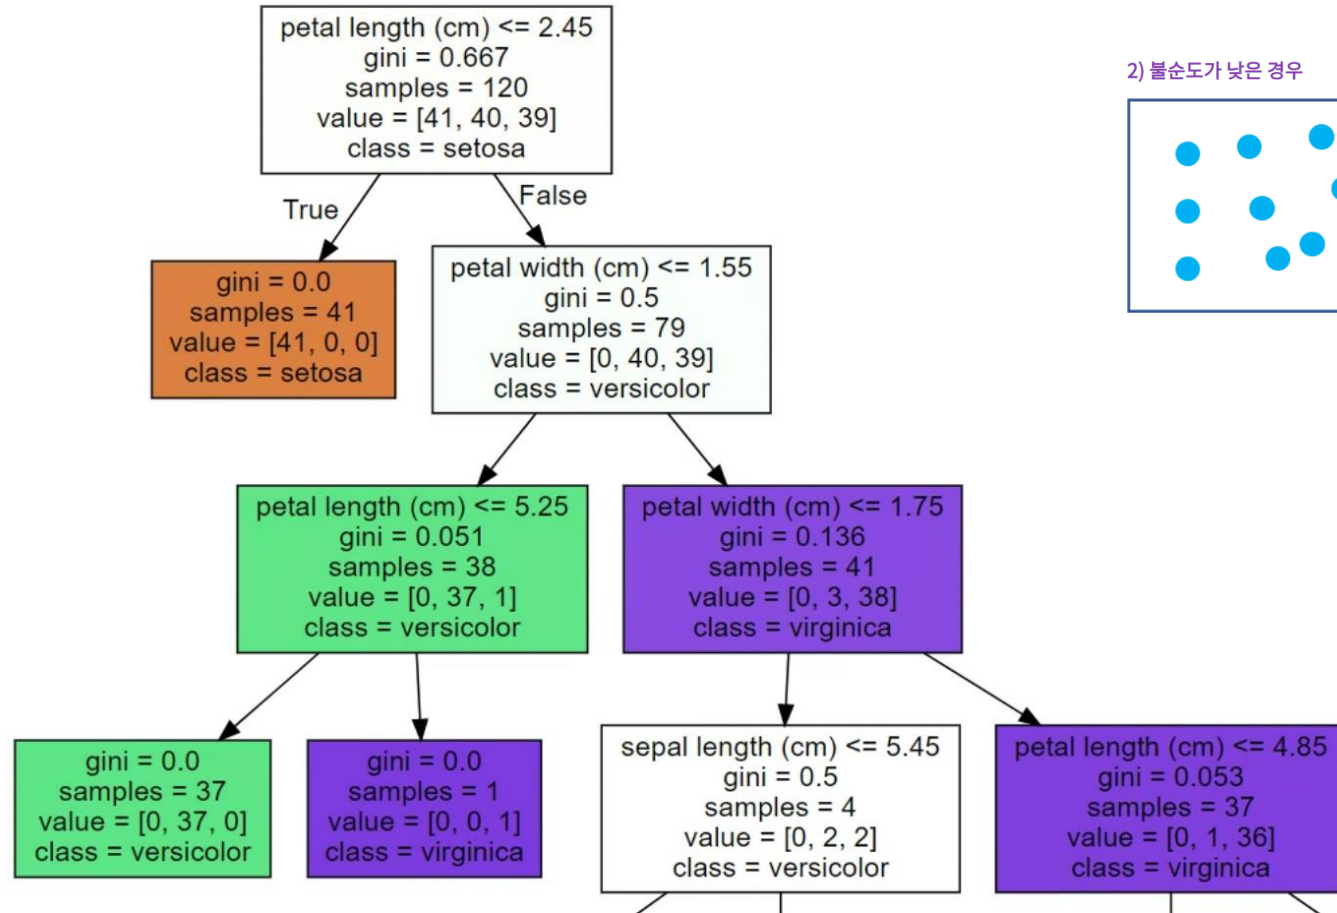 petal length (cm) <= 2.45
gini = 0.667
samples = 120
value = [41, 40, 39]
class = setosa
2) 불순도가 낮은 경우
True
False
gini = 0.0
samples = 41
value = [41, 0, 0]
class = setosa
petal width (cm) <= 1.55
gini = 0.5
samples = 79
value = [0, 40, 39]
class = versicolor
petal length (cm) <= 5.25
gini = 0.051
samples = 38
value = [0, 37, 1]
class = versicolor
petal width (cm) <= 1.75
gini = 0.136
samples = 41
value = [0, 3, 38]
class = virginica
gini = 0.0
samples = 37
value = [0, 37, 0]
class = versicolor
gini = 0.0
samples = 1
value = [0, 0, 1]
class = virginica
sepal length (cm) <= 5.45
gini = 0.5
samples = 4
value = [0, 2, 2]
class = versicolor
petal length (cm) <= 4.85
gini = 0.053
samples = 37
value = [0, 1, 36]
class = virginica